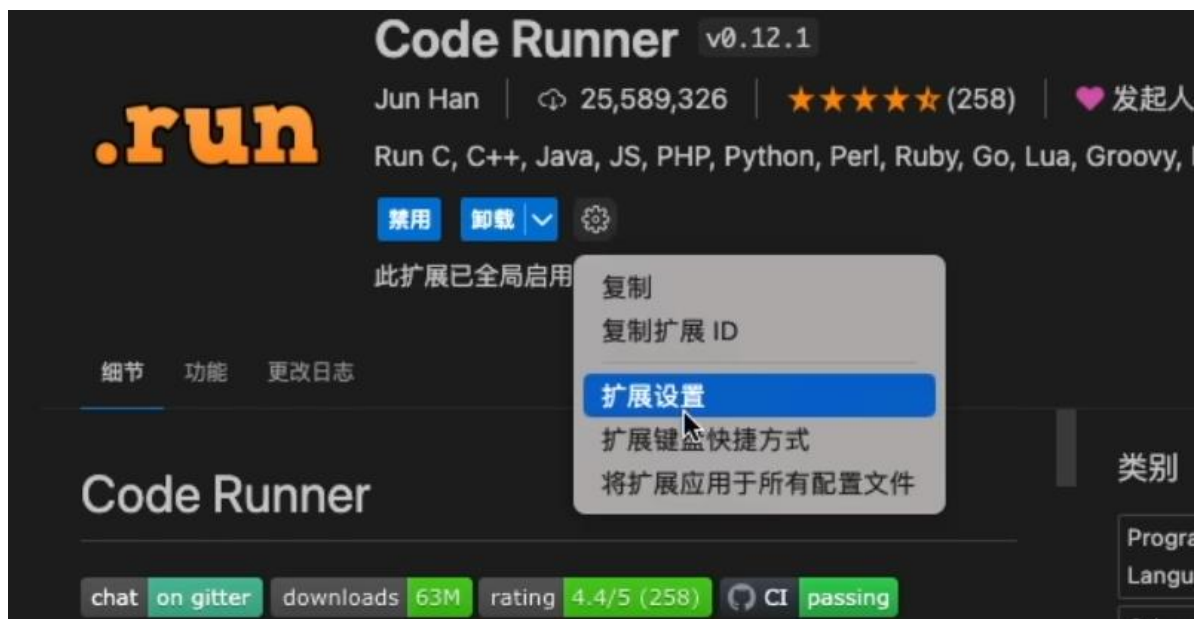 Code Runner v0.12.1
Jun Han 25,589,326 (258) 发起人
.run
Run C, C++, Java, JS, PHP, Python, Perl, Ruby, Go, Lua, Groovy,
禁用 卸载
此扩展已全局启用
复制
复制扩展 ID
扩展设置
扩展键盘快捷方式
将扩展应用于所有配置文件
细节 功能 更改日志
Code Runner
类别
chat on gitter downloads 63M rating 4.4/5 (258) CI passing